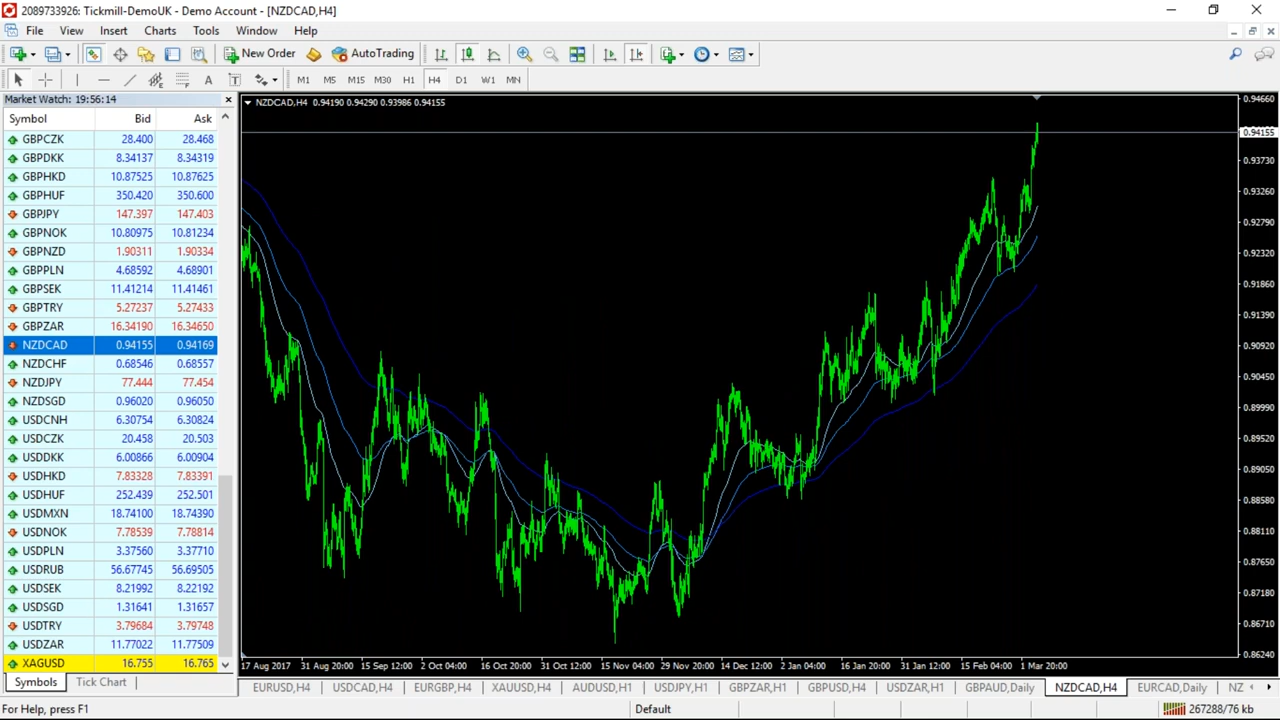 2089733926: Tickmill-DemoUK - Demo Account - [NZDCAD,H4]
File View Insert Charts Tools Window Help
New Order AutoTrading
A T M1 M5 M15 M30 H1 H4 D1 W1 MN
Market Watch: 19:56:14
Symbol Bid Ask
GBPCZK 28.400 28.468
GBPDKK 8.34137 8.34319
GBPHKD 10.87525 10.87625
GBPHUF 350.420 350.600
GBPJPY 147.397 147.403
GBPNOK 10.80975 10.81234
GBPNZD 1.90311 1.90334
GBPPLN 4.68592 4.68901
GBPSEK 11.41214 11.41461
GBPTRY 5.27237 5.27433
GBPZAR 16.34190 16.34650
NZDCAD 0.94155 0.94169
NZDCHF 0.68546 0.68557
NZDJPY 77.444 77.454
NZDSGD 0.96020 0.96050
USDCNH 6.30754 6.30824
USDCZK 20.458 20.503
USDDKK 6.00866 6.00904
USDHKD 7.83328 7.83391
USDHUF 252.439 252.501
USDMXN 18.74100 18.74390
USDNOK 7.78539 7.78814
USDPLN 3.37560 3.37710
USDRUB 56.67745 56.69505
USDSEK 8.21992 8.22192
USDSGD 1.31641 1.31657
USDTRY 3.79684 3.79748
USDZAR 11.77022 11.77509
XAGUSD 16.755 16.765
Symbols Tick Chart
NZDCAD,H4 0.94190 0.94290 0.93986 0.94155
0.94660
0.94155
0.93730
0.93260
0.92790
0.92320
0.91860
0.91390
0.90920
0.90450
0.89990
0.89520
0.89050
0.88580
0.88110
0.87650
0.87180
0.86710
0.86240
17 Aug 2017 31 Aug 20:00 15 Sep 12:00 2 Oct 04:00 16 Oct 20:00 31 Oct 12:00 15 Nov 04:00 29 Nov 20:00 14 Dec 12:00 2 Jan 04:00 16 Jan 20:00 31 Jan 12:00 15 Feb 04:00 1 Mar 20:00
EURUSD,H4 USDCAD,H4 EURGBP,H4 XAUUSD,H4 AUDUSD,H1 USDJPY,H1 GBPZAR,H1 GBPUSD,H4 USDZAR,H1 GBPAUD,Daily NZDCAD,H4 EURCAD,Daily NZ
For Help, press F1 Default 267288/76 kb